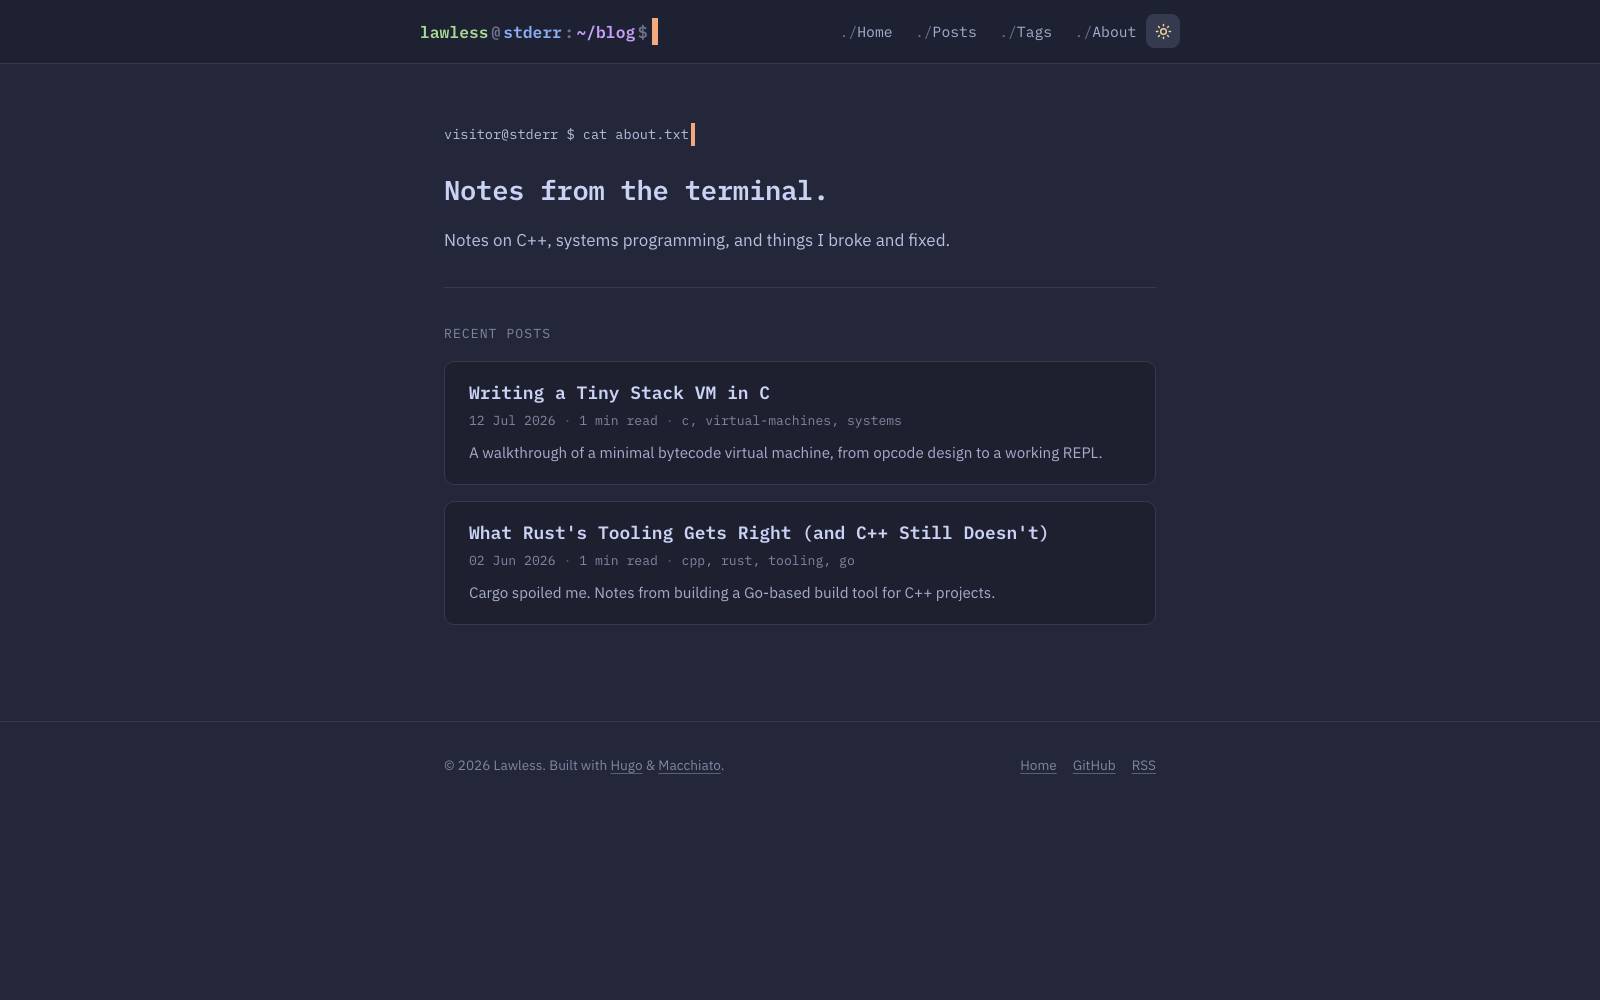 lawless@stderr:~/blog$
./Home ./Posts ./Tags ./About
visitor@stderr $ cat about.txt
Notes from the terminal.
Notes on C++, systems programming, and things I broke and fixed.
RECENT POSTS
Writing a Tiny Stack VM in C
12 Jul 2026 · 1 min read · c, virtual-machines, systems
A walkthrough of a minimal bytecode virtual machine, from opcode design to a working REPL.
What Rust's Tooling Gets Right (and C++ Still Doesn't)
02 Jun 2026 · 1 min read · cpp, rust, tooling, go
Cargo spoiled me. Notes from building a Go-based build tool for C++ projects.
© 2026 Lawless. Built with Hugo & Macchiato.
Home GitHub RSS